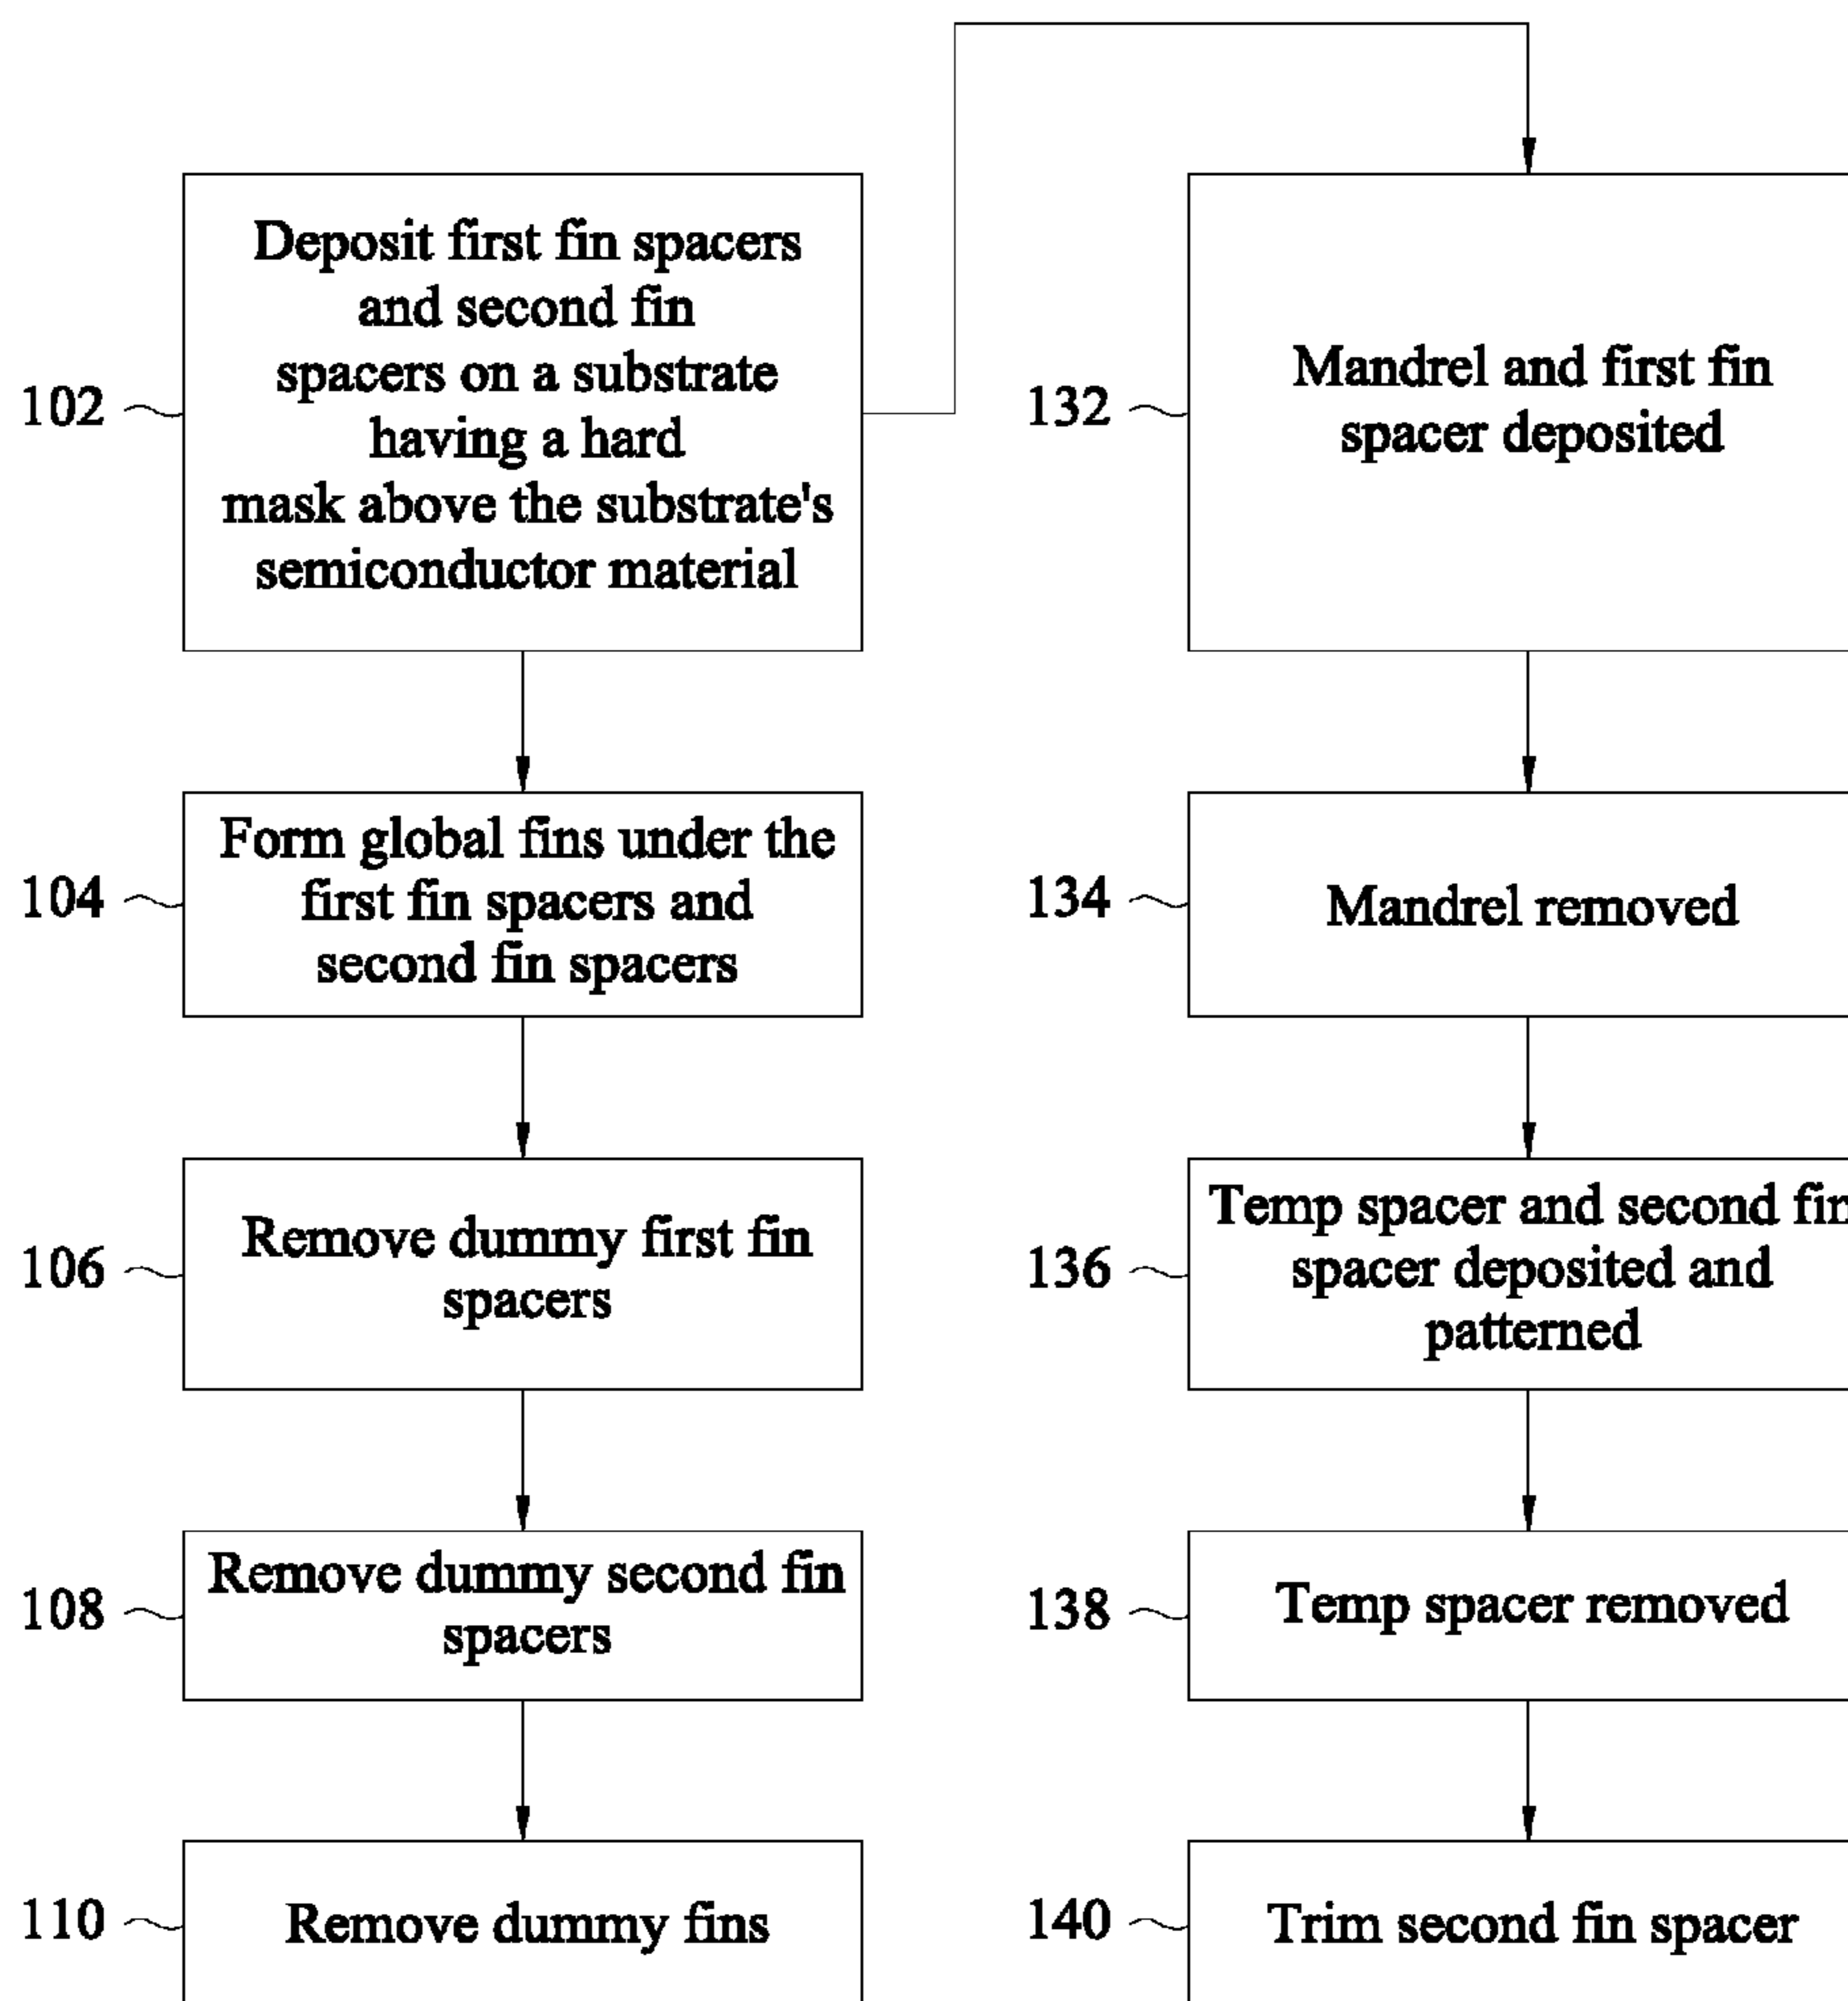 Deposit first fin spacers
and second fin
spacers on a substrate
having a hard
mask above the substrate's
semiconductor material
102
Form global fins under the
first fin spacers and
second fin spacers
104
Remove dummy first fin
spacers
106
Remove dummy second fin
spacers
108
Remove dummy fins
110
Mandrel and first fin
spacer deposited
132
Mandrel removed
134
Temp spacer and second fin
spacer deposited and
patterned
136
Temp spacer removed
138
Trim second fin spacer
140